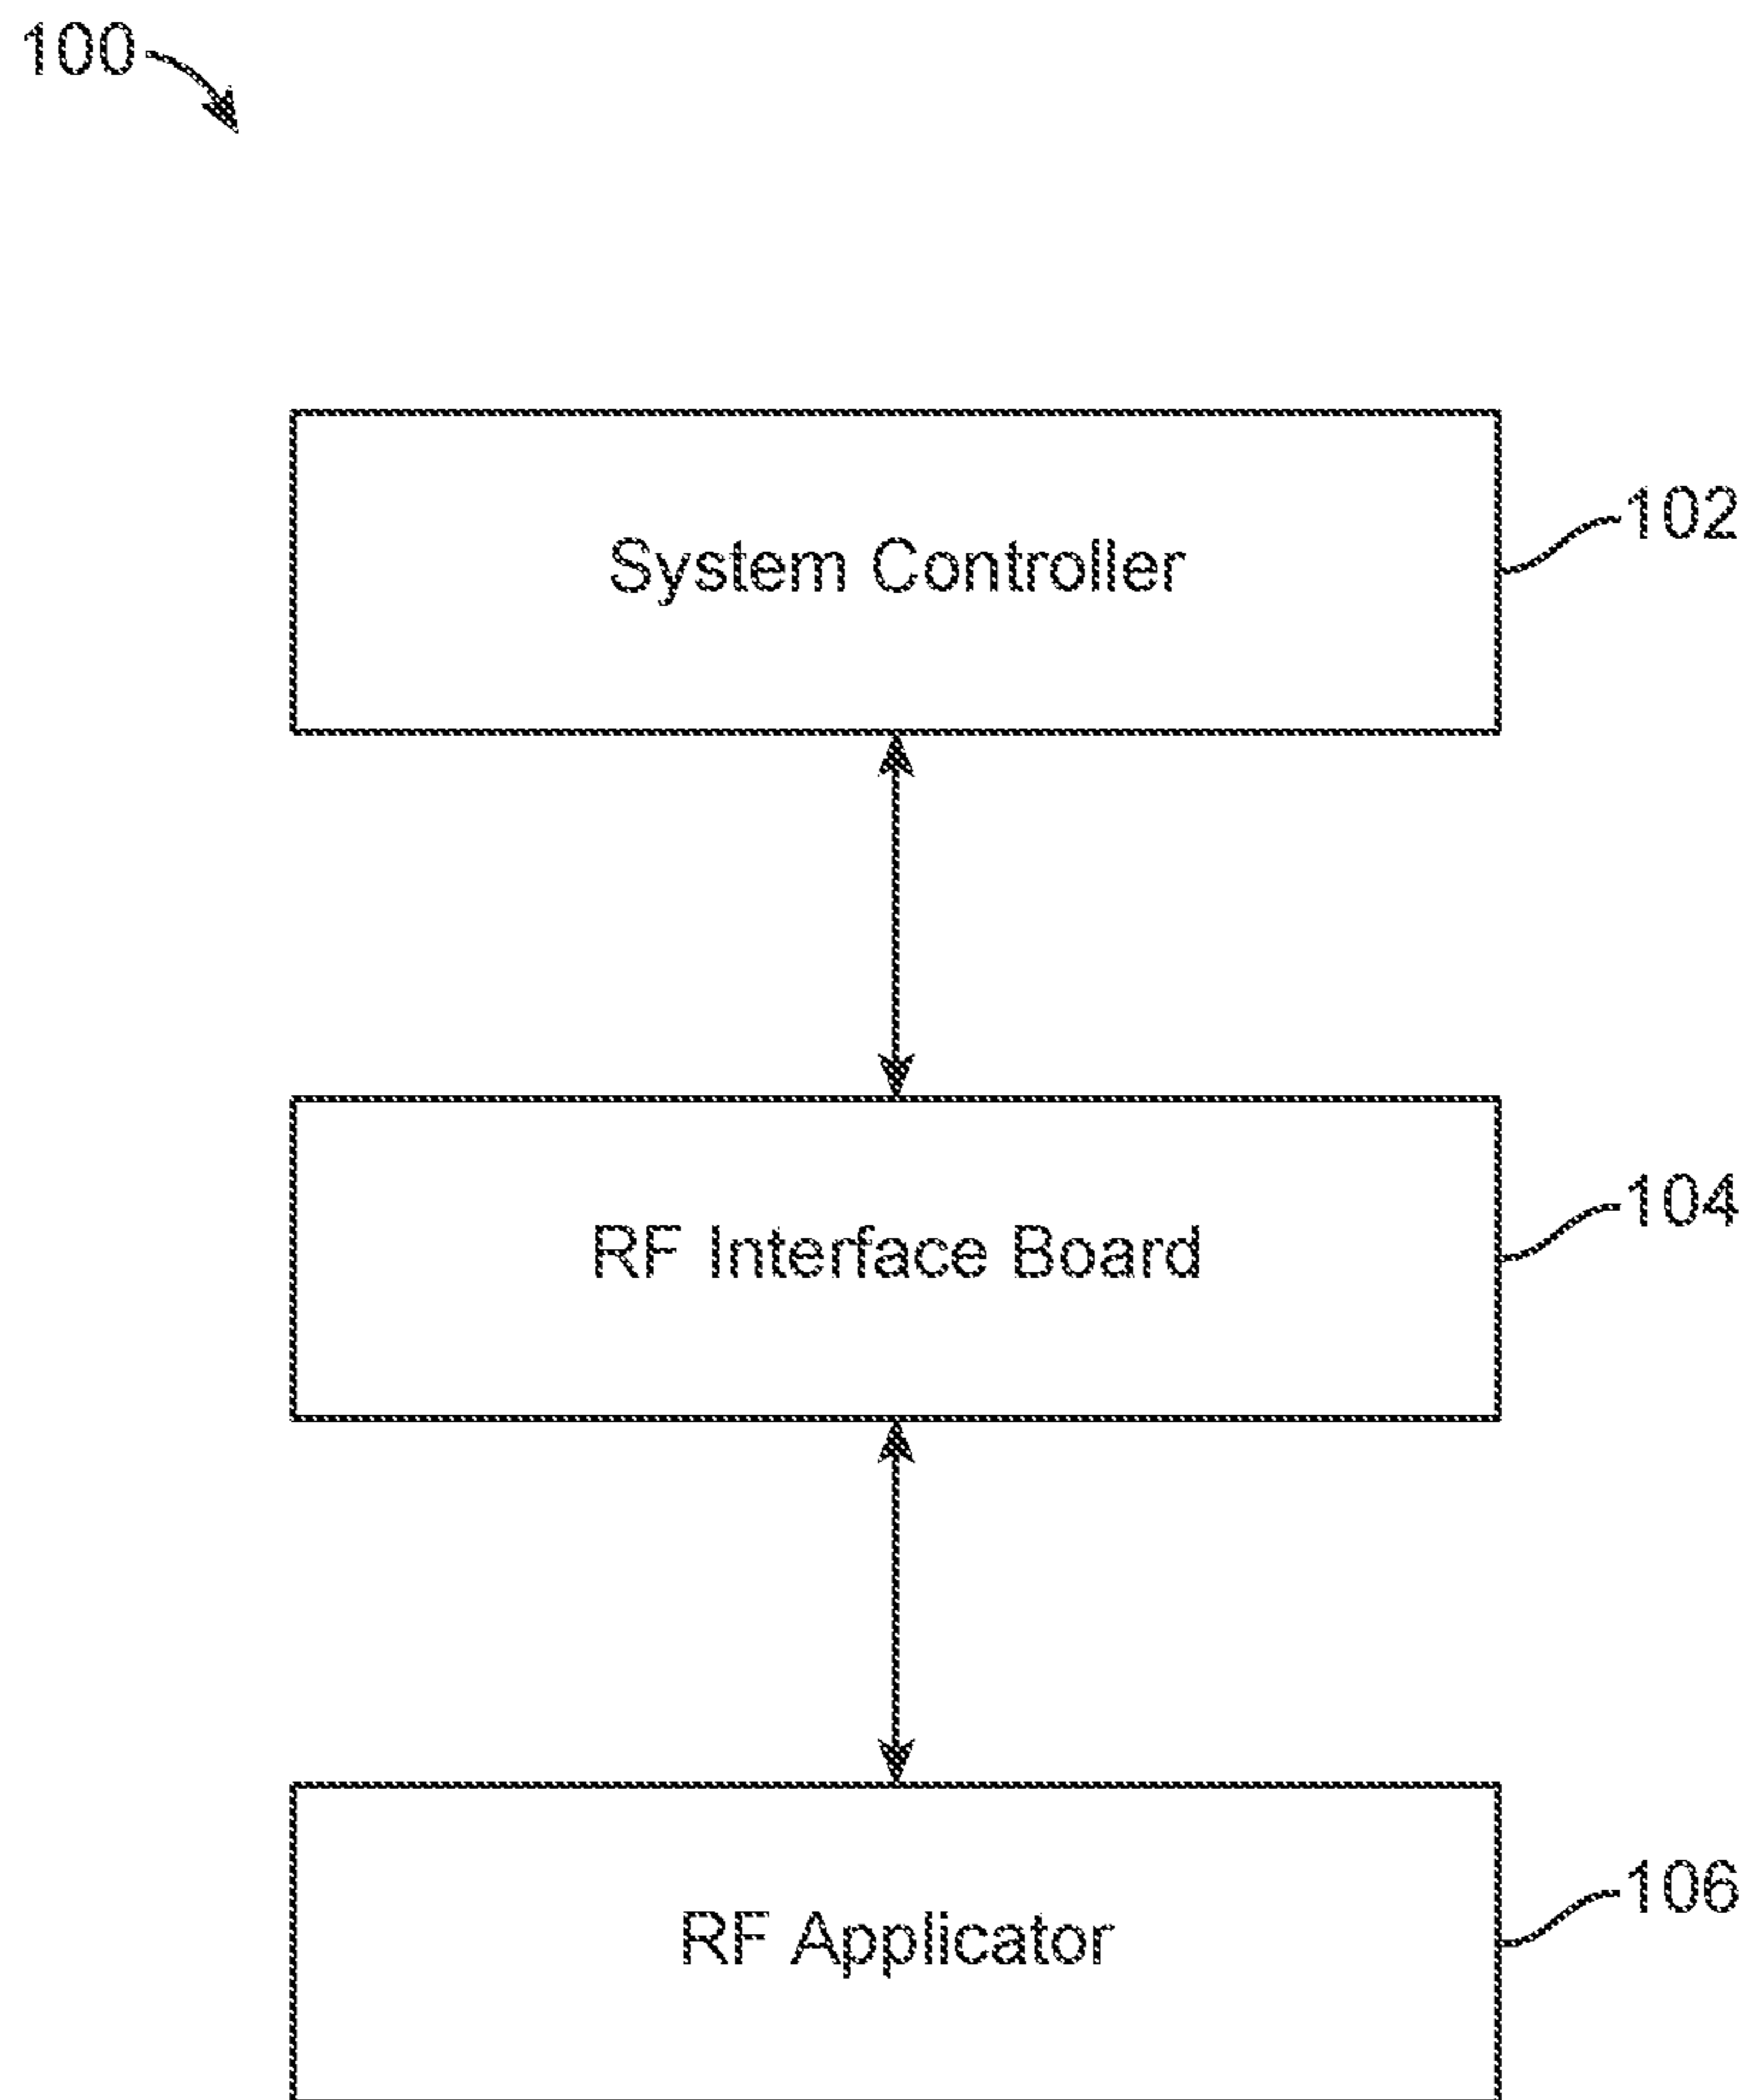 100
System Controller
102
RF Interface Board
104
RF Applicator
106